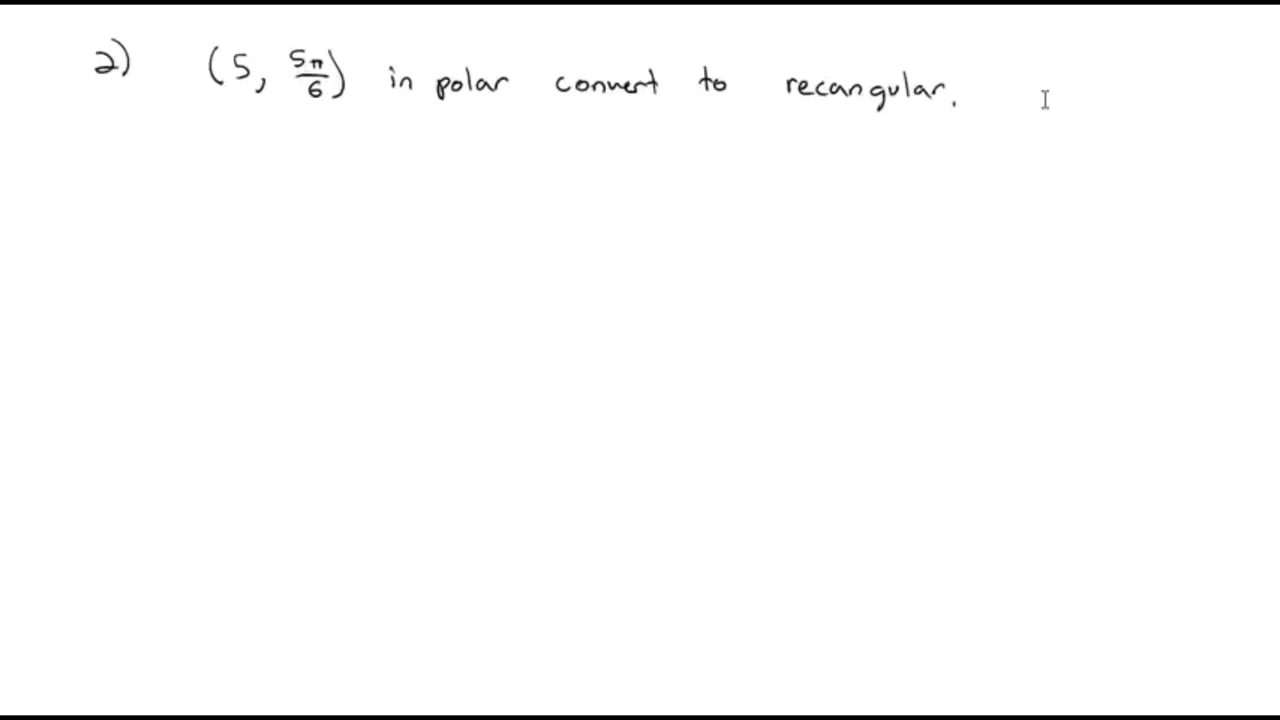 2) (5, 5π/6) in polar convert to recangular.